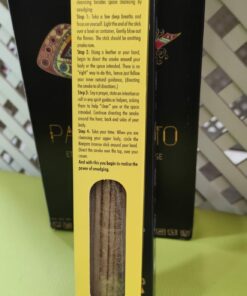 cleansing besides space cleansing by
smudging
Step 1: Take a few deep breaths and
focus on yourself. Light the end of the stick
over a bowl or container. Gently blow out
the flames. The stick should be emitting
smoke now.
Step 2: Using a feather or your hand,
begin to direct the smoke around your
body or the space intended. There is no
"right" way to do this, leave and follow your
inner natural guidance, (directing
the smoke to all directions).
Step 3: Say a prayer, state an intention or
call to any spirit guides or helpers, asking
them to help "clear" you or the space
intended. Continue directing the smoke
around the heart, back and sides of your
body.
Step 4: Take your time. When you are
cleansing your upper body, circle the
incense stick around your head.
Direct the smoke over the top, over your
crown.
And with this you begin to realise the
power of smudging.
PA
TO